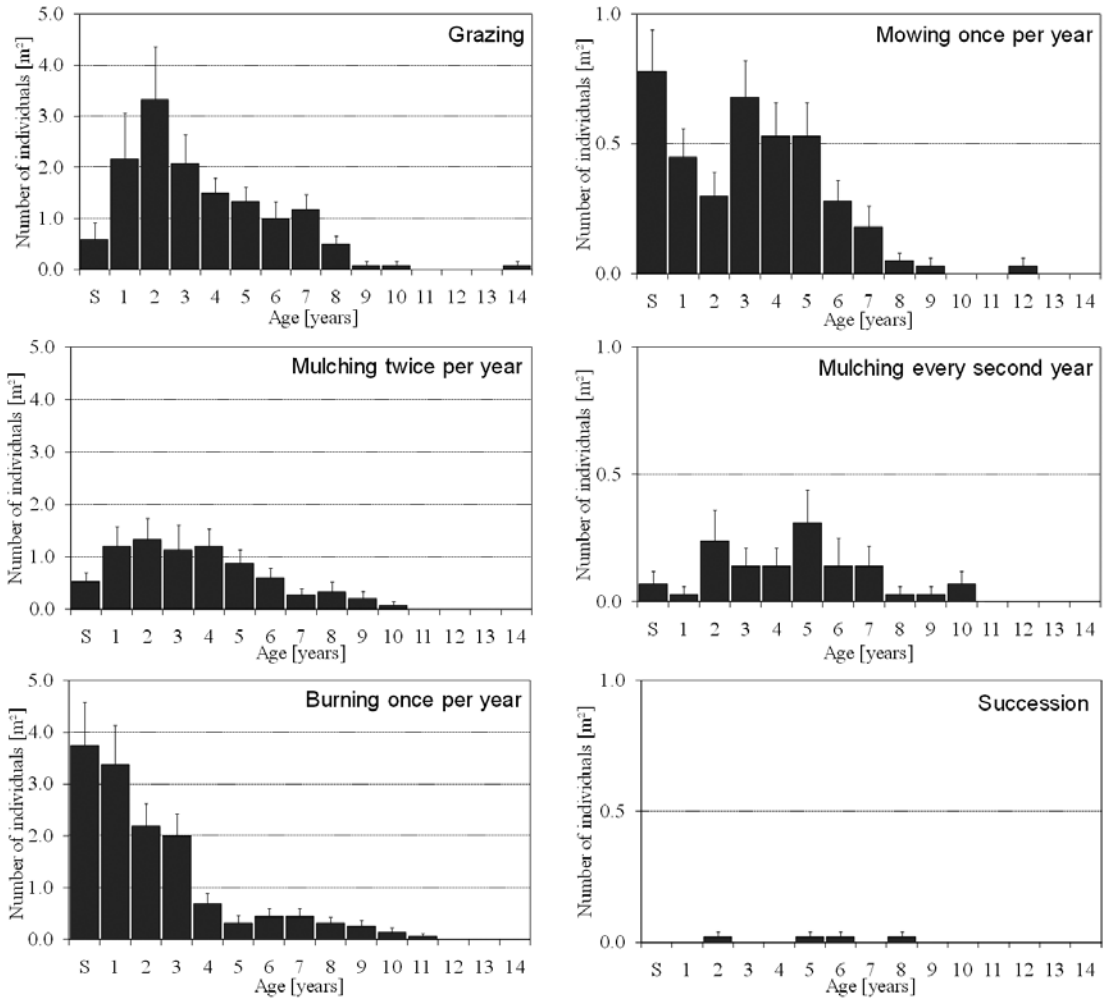 Grazing
Number of individuals [m²]
5.0
4.0
3.0
2.0
1.0
0.0
S 1 2 3 4 5 6 7 8 9 10 11 12 13 14
Age [years]
Mowing once per year
Number of individuals [m²]
1.0
0.5
0.0
S 1 2 3 4 5 6 7 8 9 10 11 12 13 14
Age [years]
Mulching twice per year
Number of individuals [m²]
5.0
4.0
3.0
2.0
1.0
0.0
S 1 2 3 4 5 6 7 8 9 10 11 12 13 14
Age [years]
Mulching every second year
Number of individuals [m²]
1.0
0.5
0.0
S 1 2 3 4 5 6 7 8 9 10 11 12 13 14
Age [years]
Burning once per year
Number of individuals [m²]
5.0
4.0
3.0
2.0
1.0
0.0
S 1 2 3 4 5 6 7 8 9 10 11 12 13 14
Age [years]
Succession
Number of individuals [m²]
1.0
0.5
0.0
S 1 2 3 4 5 6 7 8 9 10 11 12 13 14
Age [years]